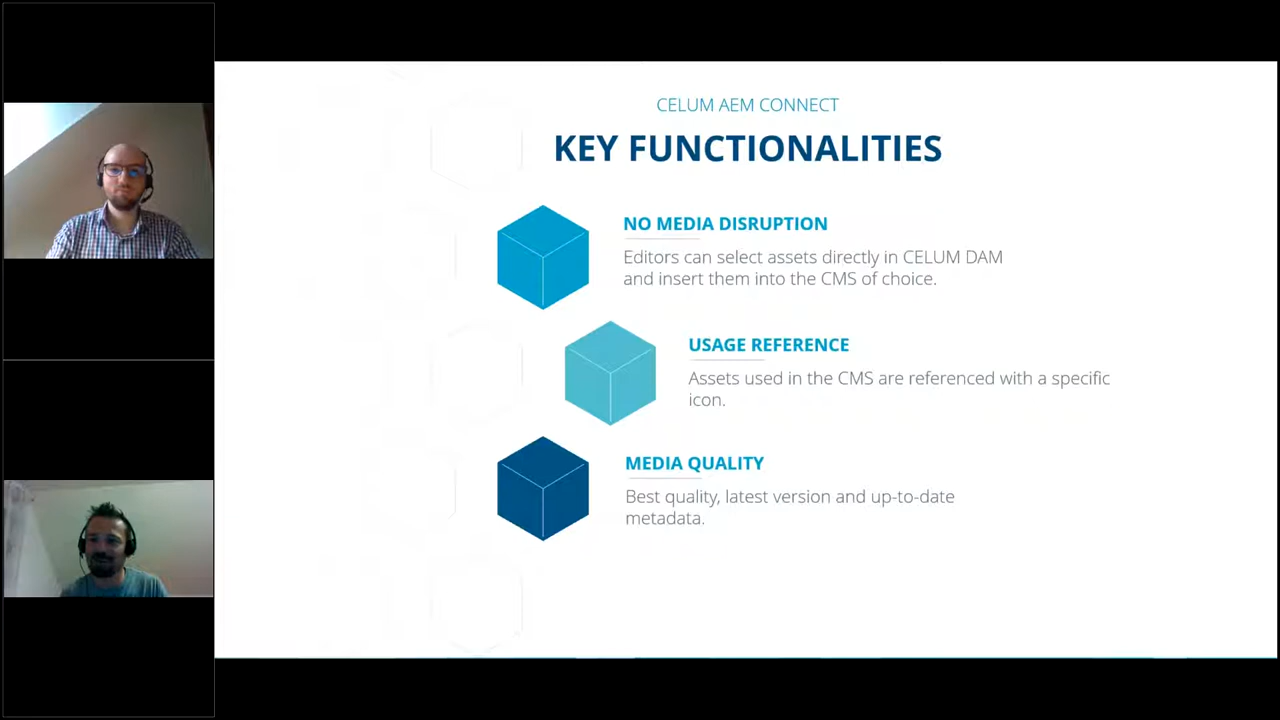 CELUM AEM CONNECT
KEY FUNCTIONALITIES
NO MEDIA DISRUPTION
Editors can select assets directly in CELUM DAM
and insert them into the CMS of choice.
USAGE REFERENCE
Assets used in the CMS are referenced with a specific
icon.
MEDIA QUALITY
Best quality, latest version and up-to-date
metadata.